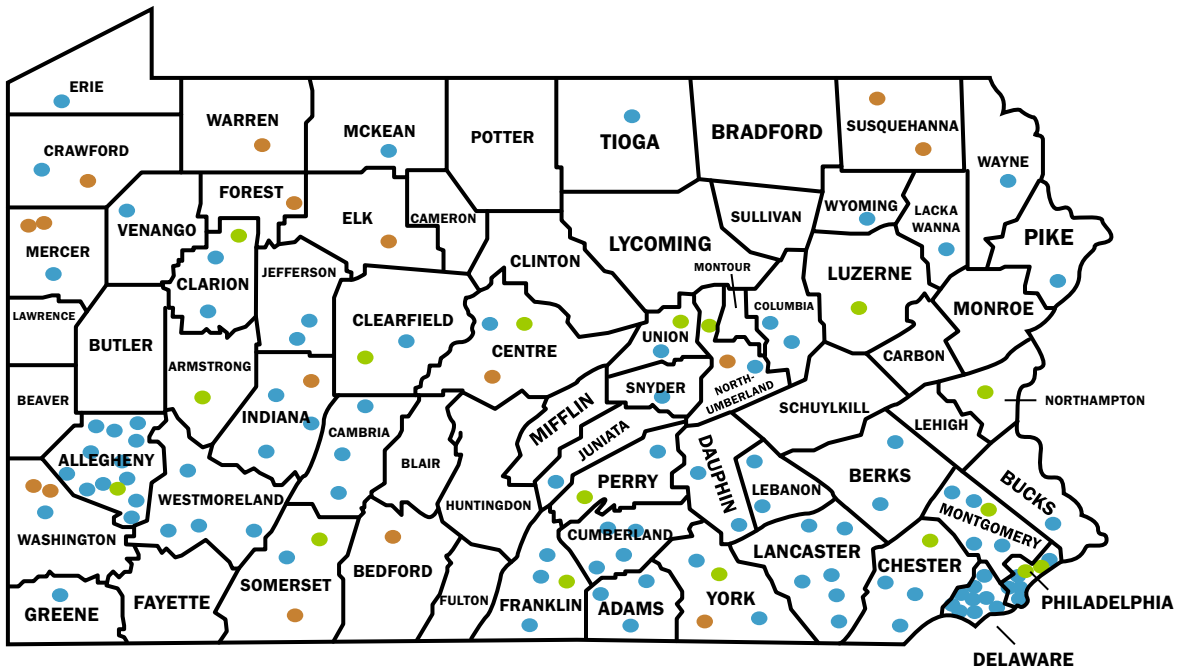 ERIE
WARREN
MCKEAN
POTTER
TIOGA
BRADFORD
SUSQUEHANNA
CRAWFORD
WAYNE
FOREST
VENANGO
ELK
CAMERON
SULLIVAN
WYOMING
LACKA
WANNA
MERCER
CLARION
JEFFERSON
CLINTON
LYCOMING
MONTOUR
LUZERNE
PIKE
LAWRENCE
BUTLER
CLEARFIELD
CENTRE
UNION
COLUMBIA
MONROE
CARBON
ARMSTRONG
BEAVER
INDIANA
SNYDER
NORTH-
UMBERLAND
SCHUYLKILL
NORTHAMPTON
LEHIGH
CAMBRIA
MIFFLIN
JUNIATA
ALLEGHENY
BLAIR
PERRY
DAUPHIN
LEBANON
BERKS
BUCKS
WESTMORELAND
HUNTINGDON
MONTGOMERY
WASHINGTON
CUMBERLAND
LANCASTER
CHESTER
SOMERSET
BEDFORD
FULTON
FRANKLIN
ADAMS
YORK
GREENE
FAYETTE
PHILADELPHIA
DELAWARE